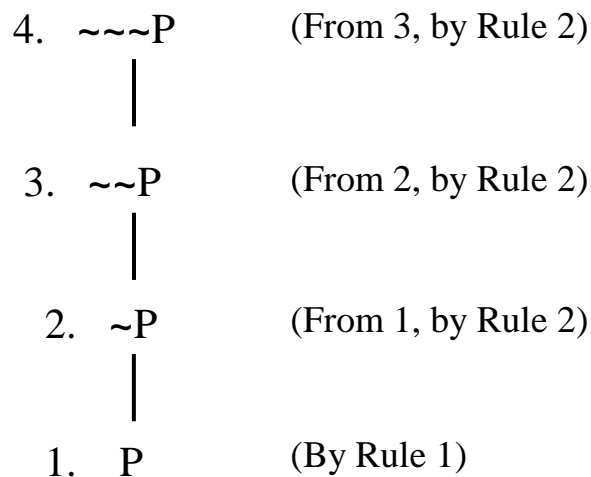 4. ~~~P (From 3, by Rule 2)
3. ~~P (From 2, by Rule 2)
2. ~P (From 1, by Rule 2)
1. P (By Rule 1)